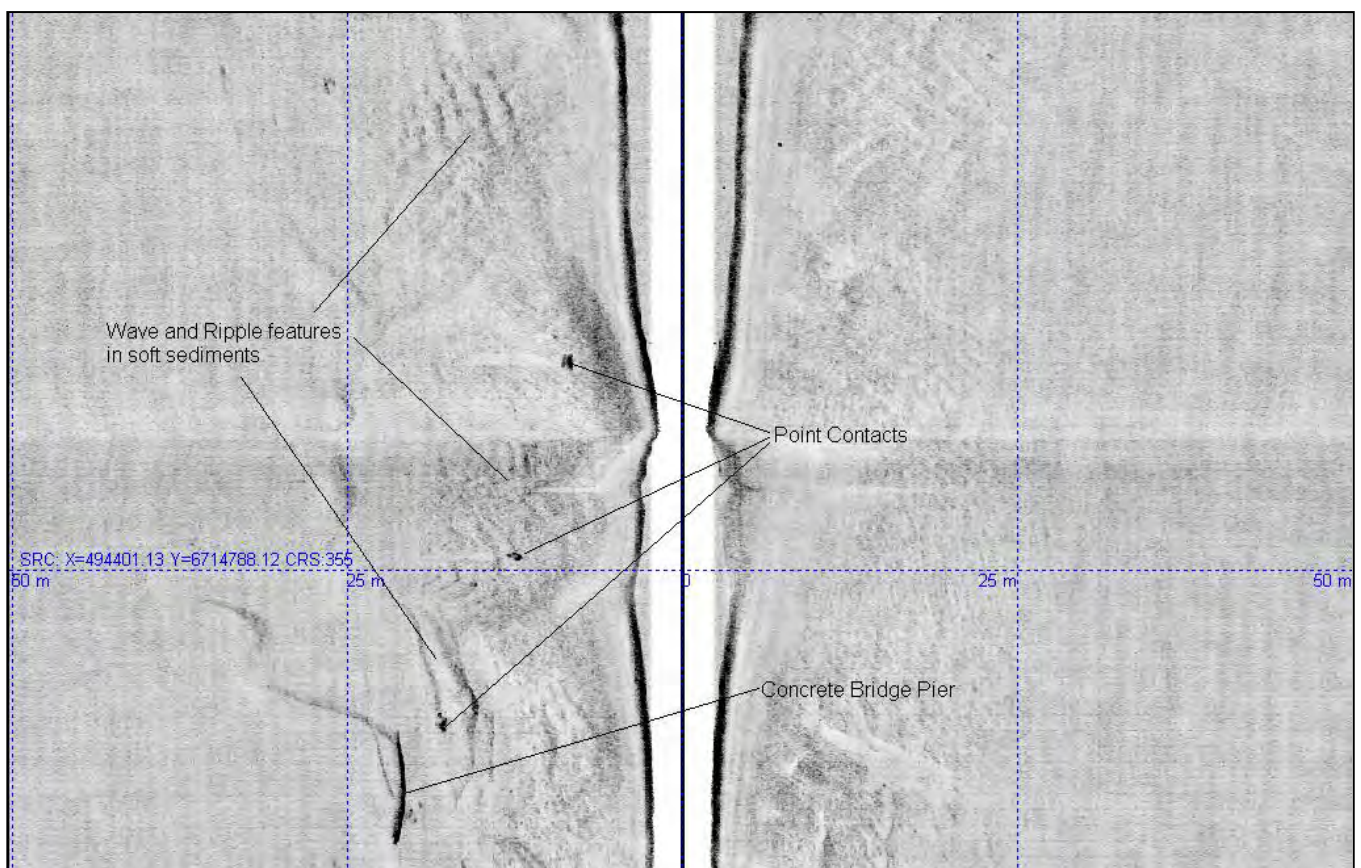 Wave and Ripple features
in soft sediments
Point Contacts
SRC: X=494401.13 Y=6714788.12 CRS:355
50 m
25 m
0
25 m
50 m
Concrete Bridge Pier